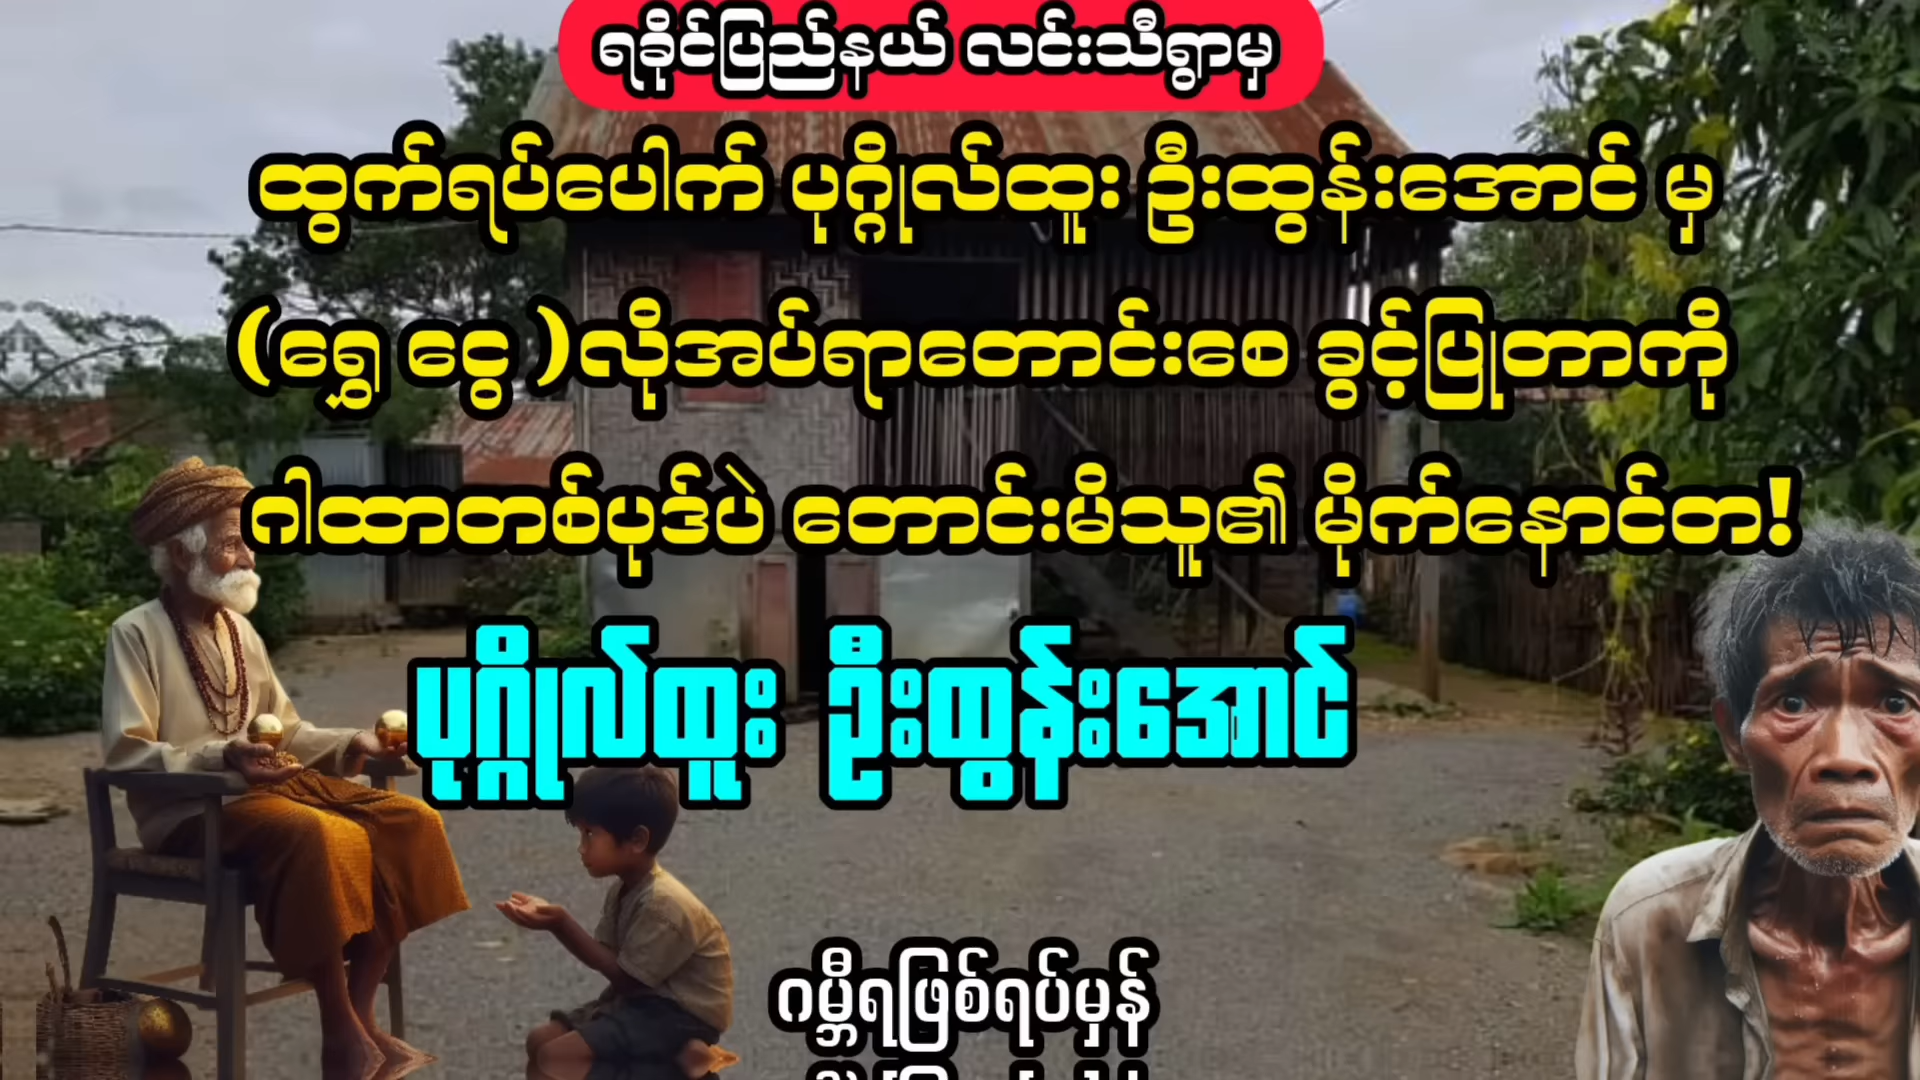 ရခိုင်ပြည်နယ် လင်းသီရွာမှ
ထွက်ရပ်ပေါက် ပုဂ္ဂိုလ်ထူး ဦးထွန်းအောင် မှ
(ရွှေ ငွေ )လိုအပ်ရာတောင်းစေ ခွင့်ပြုတာကို
ဂါထာတစ်ပုဒ်ပဲ တောင်းမိသူ၏ မိုက်နောင်တ!
ပုဂ္ဂိုလ်ထူး ဦးထွန်းအောင်
ဂမ္ဘီရဖြစ်ရပ်မှန်